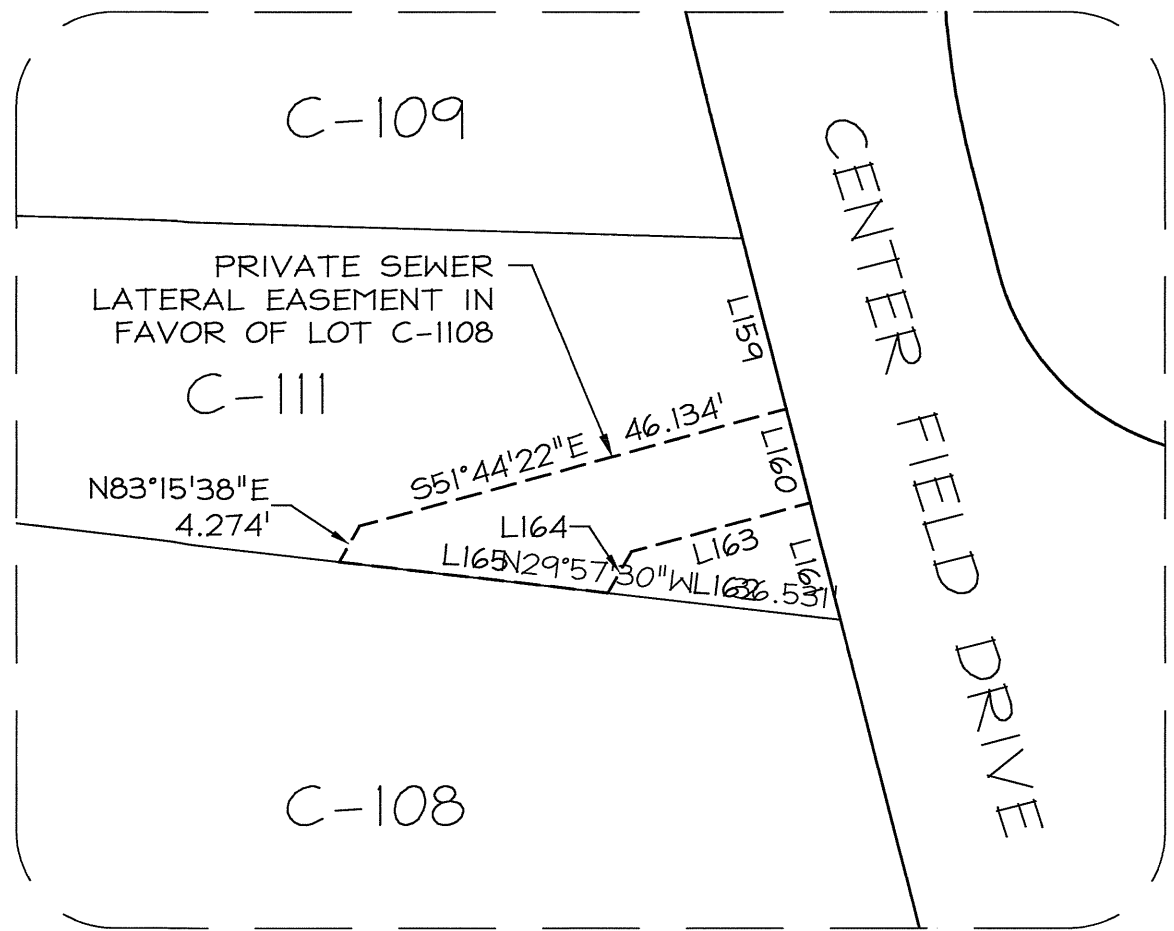 C-109
CENTER FIELD DRIVE
PRIVATE SEWER
LATERAL EASEMENT IN
FAVOR OF LOT C-1108
L159
C-111
46.134'
S51°44'22"E
L160
N83°15'38"E
4.274'
L164
L163
L161
L165
N29°57'30"W
C-108